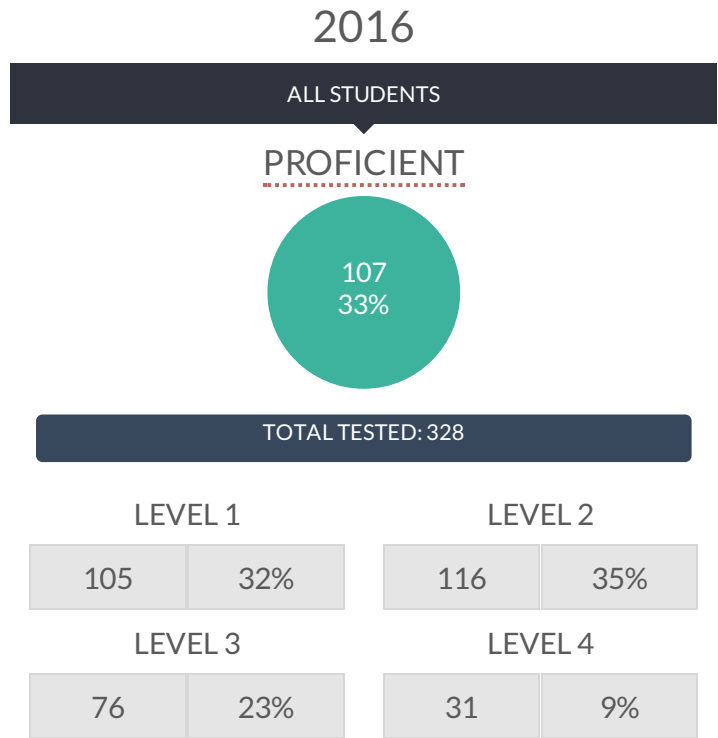 2016
ALL STUDENTS
PROFICIENT
107
33%
TOTAL TESTED: 328
LEVEL 1
105 32%
LEVEL 2
116 35%
LEVEL 3
76 23%
LEVEL 4
31 9%